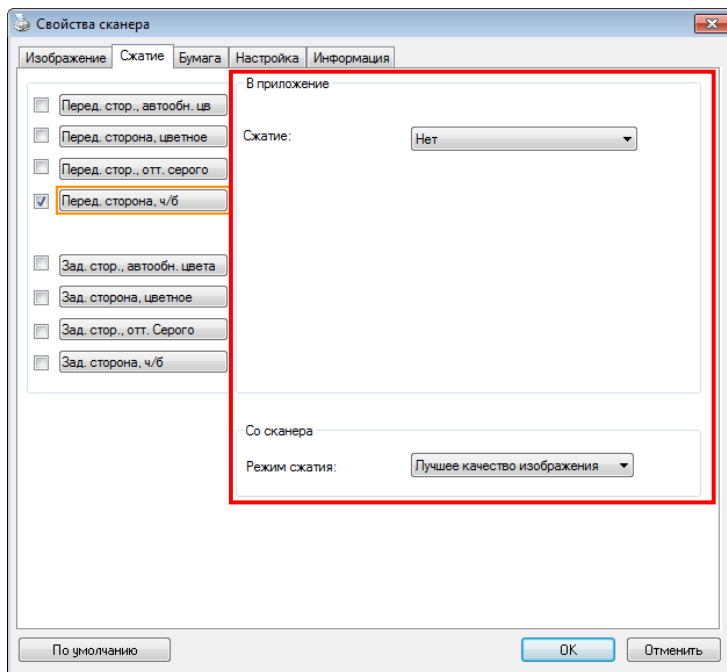 Свойства сканера
Изображение Сжатие Бумага Настройка Информация
Перед. стор., автообн. цв
Перед. сторона, цветное
Перед. стор., отт. серого
Перед. сторона, ч/б
Зад. стор., автообн. цвета
Зад. сторона, цветное
Зад. стор., отт. Серого
Зад. сторона, ч/б
В приложение
Сжатие: Нет
Со сканера
Режим сжатия: Лучшее качество изображения
По умолчанию OK Отменить